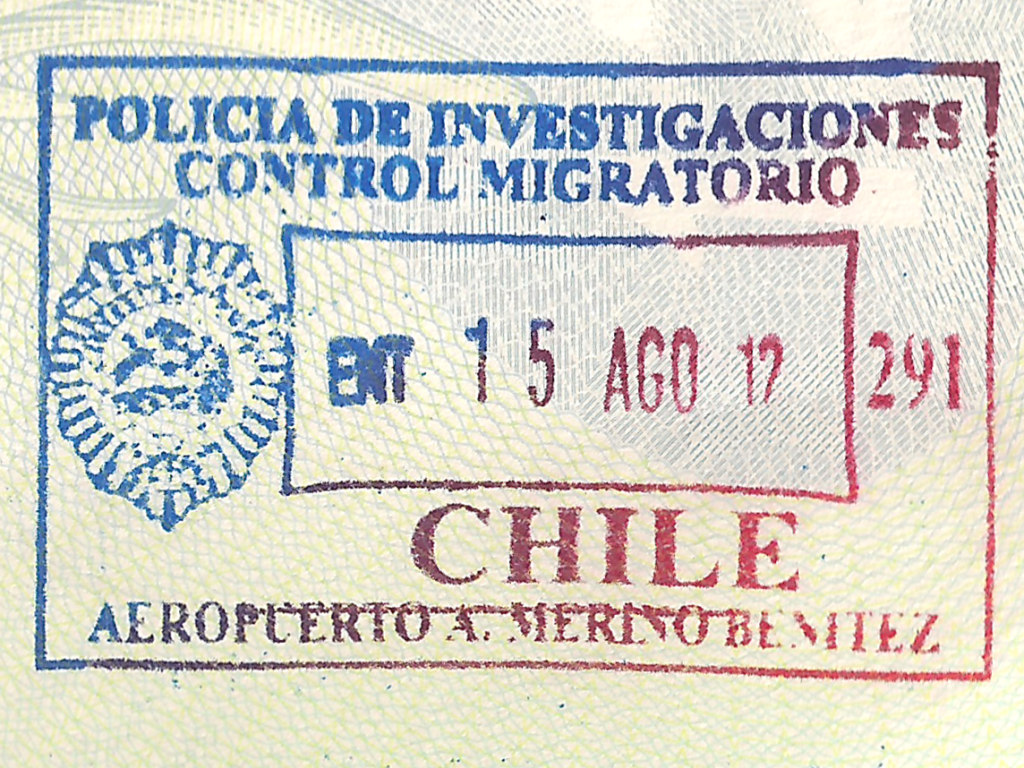 POLICIA DE INVESTIGACIONES
CONTROL MIGRATORIO
ENT 15 AGO 17 291
CHILE
AEROPUERTO A. MERINO BENITEZ